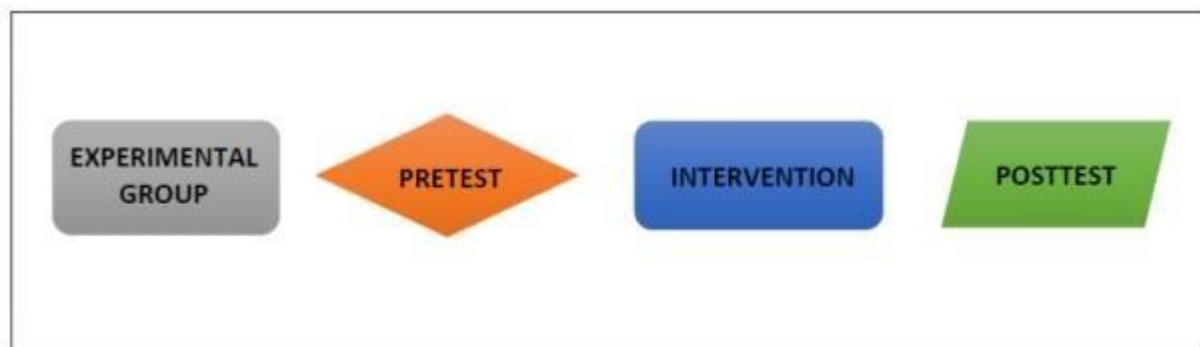 EXPERIMENTAL
GROUP
PRETEST
INTERVENTION
POSTTEST